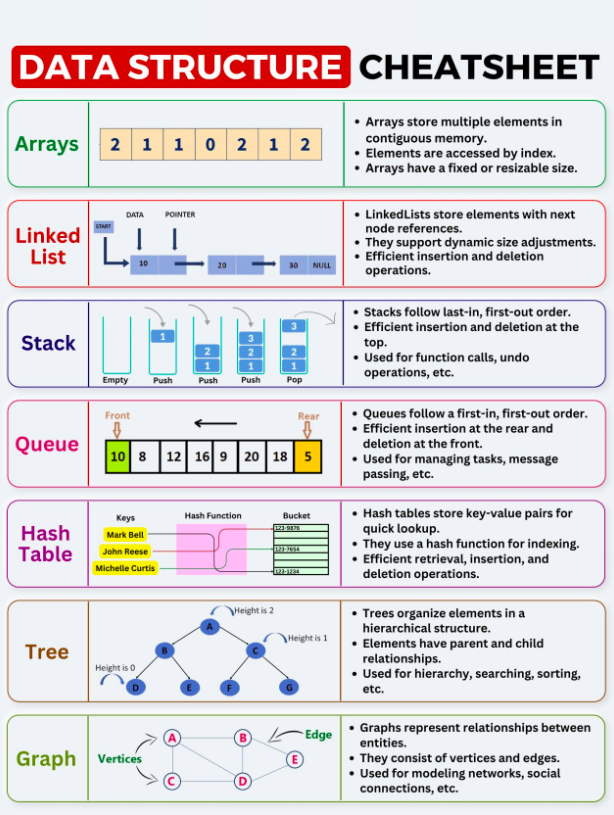 DATA STRUCTURE CHEATSHEET
Arrays
2 1 1 0 2 1 2
• Arrays store multiple elements in
contiguous memory.
• Elements are accessed by index.
• Arrays have a fixed or resizable size.
Linked
List
START
DATA POINTER
10 20 30 NULL
• LinkedLists store elements with next
node references.
• They support dynamic size adjustments.
• Efficient insertion and deletion
operations.
Stack
1
2
1
3
2
1
3
2
1
Empty Push Push Push Pop
• Stacks follow last-in, first-out order.
• Efficient insertion and deletion at the
top.
• Used for function calls, undo
operations, etc.
Queue
Front Rear
10 8 12 16 9 20 18 5
• Queues follow a first-in, first-out order.
• Efficient insertion at the rear and
deletion at the front.
• Used for managing tasks, message
passing, etc.
Hash
Table
Keys Hash Function Bucket
Mark Bell
John Reese
Michelle Curtis
123-9876
123-7654
123-1234
• Hash tables store key-value pairs for
quick lookup.
• They use a hash function for indexing.
• Efficient retrieval, insertion, and
deletion operations.
Tree
Height is 2
A
Height is 1
B C
Height is 0
D E F G
• Trees organize elements in a
hierarchical structure.
• Elements have parent and child
relationships.
• Used for hierarchy, searching, sorting,
etc.
Graph
Vertices
A B
Edge
E
C D
• Graphs represent relationships between
entities.
• They consist of vertices and edges.
• Used for modeling networks, social
connections, etc.